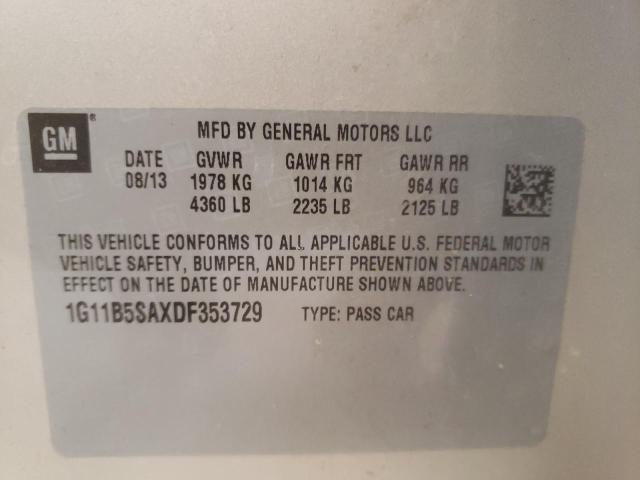 GM ®
MFD BY GENERAL MOTORS LLC
DATE GVWR GAWR FRT GAWR RR
08/13 1978 KG 1014 KG 964 KG
4360 LB 2235 LB 2125 LB
THIS VEHICLE CONFORMS TO ALL APPLICABLE U.S. FEDERAL MOTOR
VEHICLE SAFETY, BUMPER, AND THEFT PREVENTION STANDARDS IN
EFFECT ON THE DATE OF MANUFACTURE SHOWN ABOVE.
1G11B5SAXDF353729 TYPE: PASS CAR